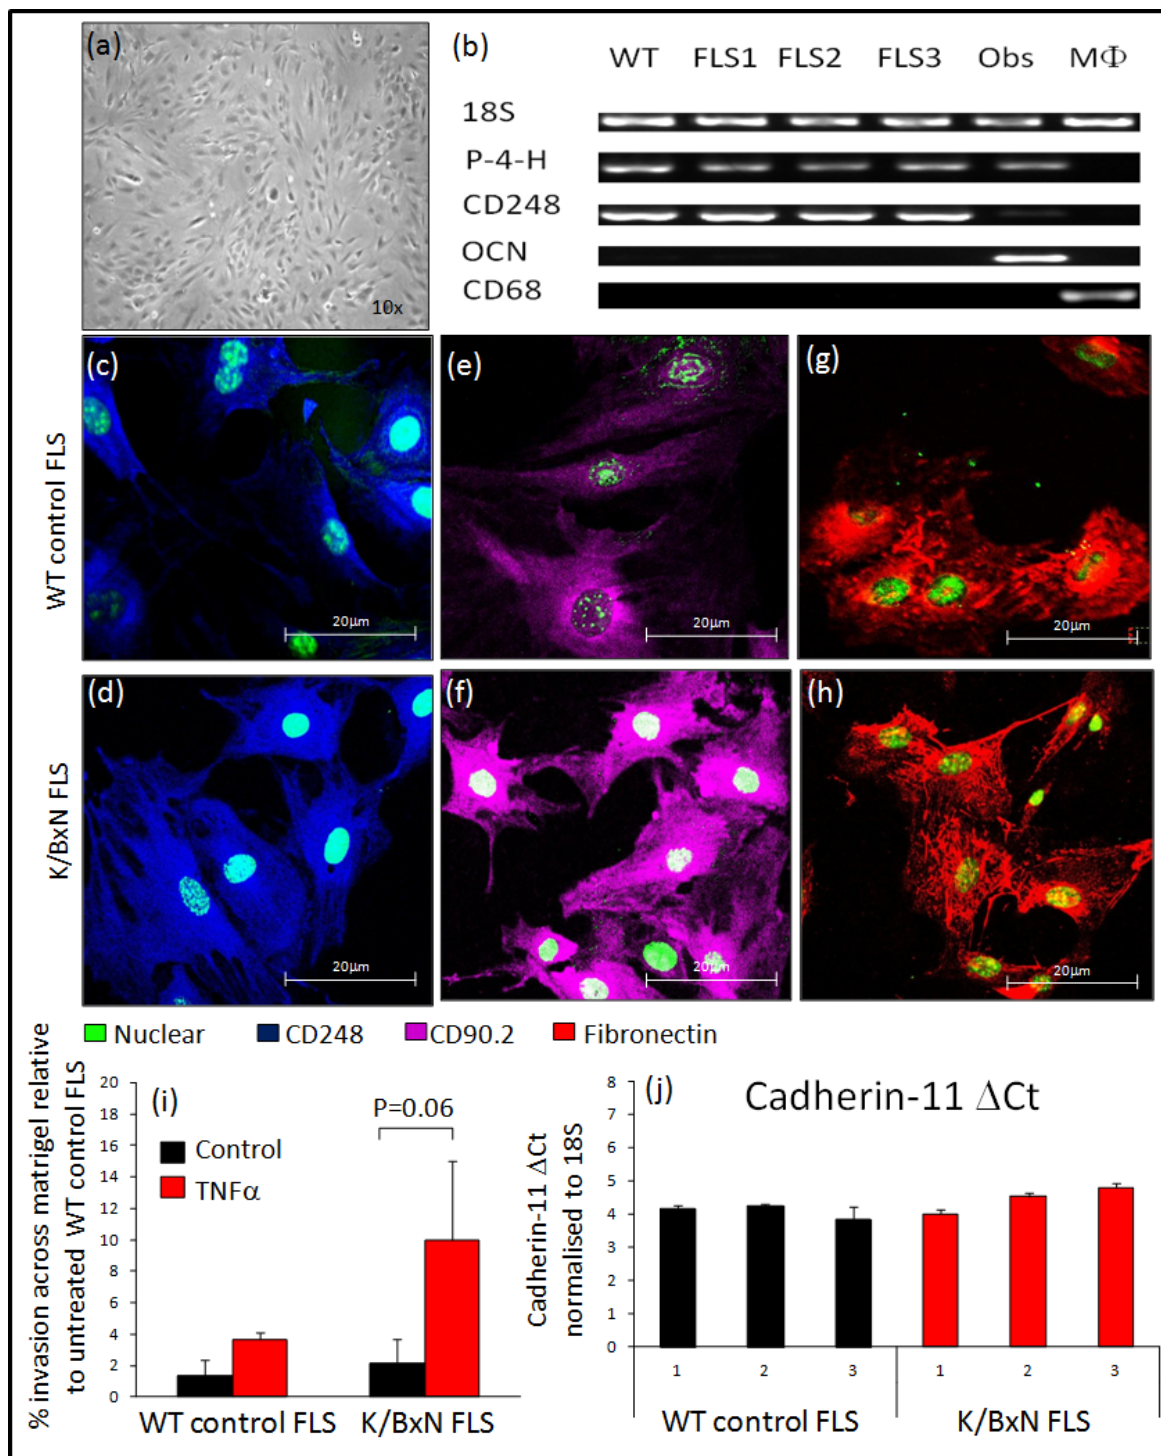 (a)
10x
(b)
WT FLS1 FLS2 FLS3 Obs MΦ
18S
P-4-H
CD248
OCN
CD68
WT control FLS
(c)
20µm
(e)
20µm
(g)
20µm
K/BxN FLS
(d)
20µm
(f)
20µm
(h)
20µm
Nuclear CD248 CD90.2 Fibronectin
(i)
% invasion across matrigel relative
to untreated WT control FLS
20
18
16
14
12
10
8
6
4
2
0
P=0.06
Control
TNFα
WT control FLS K/BxN FLS
(j)
Cadherin-11 ΔCt
Cadherin-11 ΔCt
normalised to 18S
8
7
6
5
4
3
2
1
0
1 2 3 1 2 3
WT control FLS K/BxN FLS